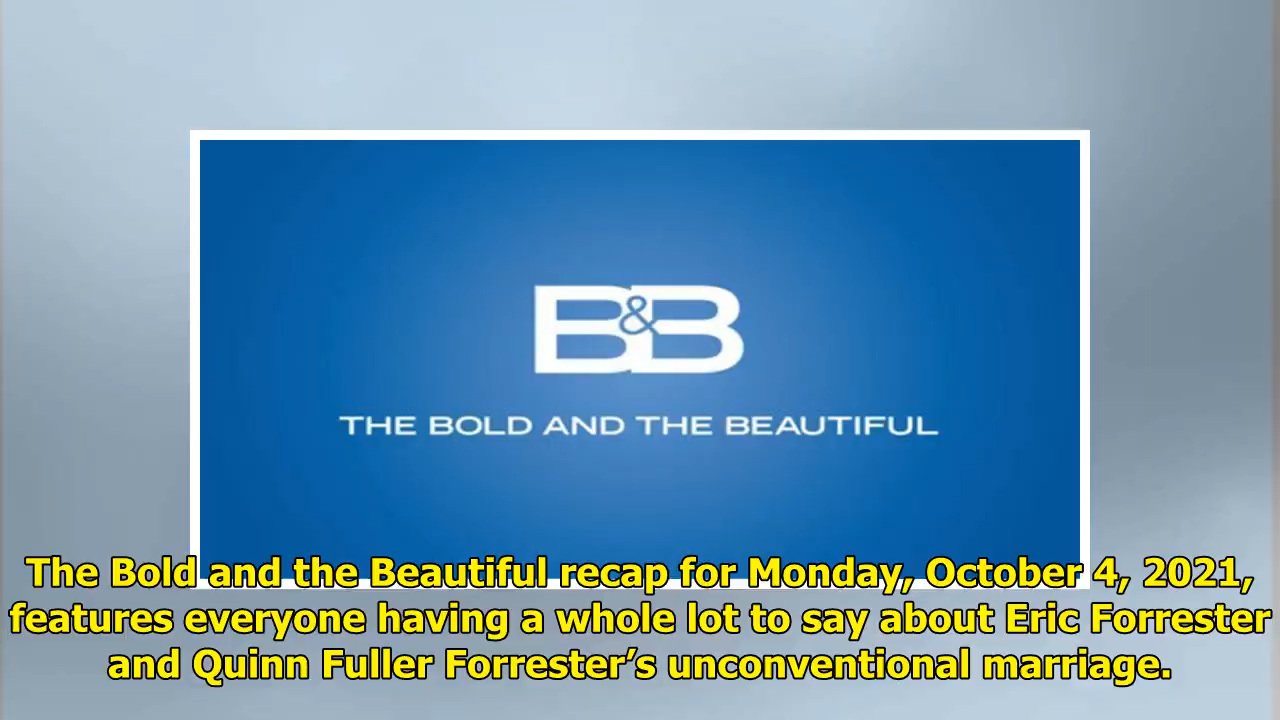 B&B
THE BOLD AND THE BEAUTIFUL
The Bold and the Beautiful recap for Monday, October 4, 2021,
features everyone having a whole lot to say about Eric Forrester
and Quinn Fuller Forrester’s unconventional marriage.